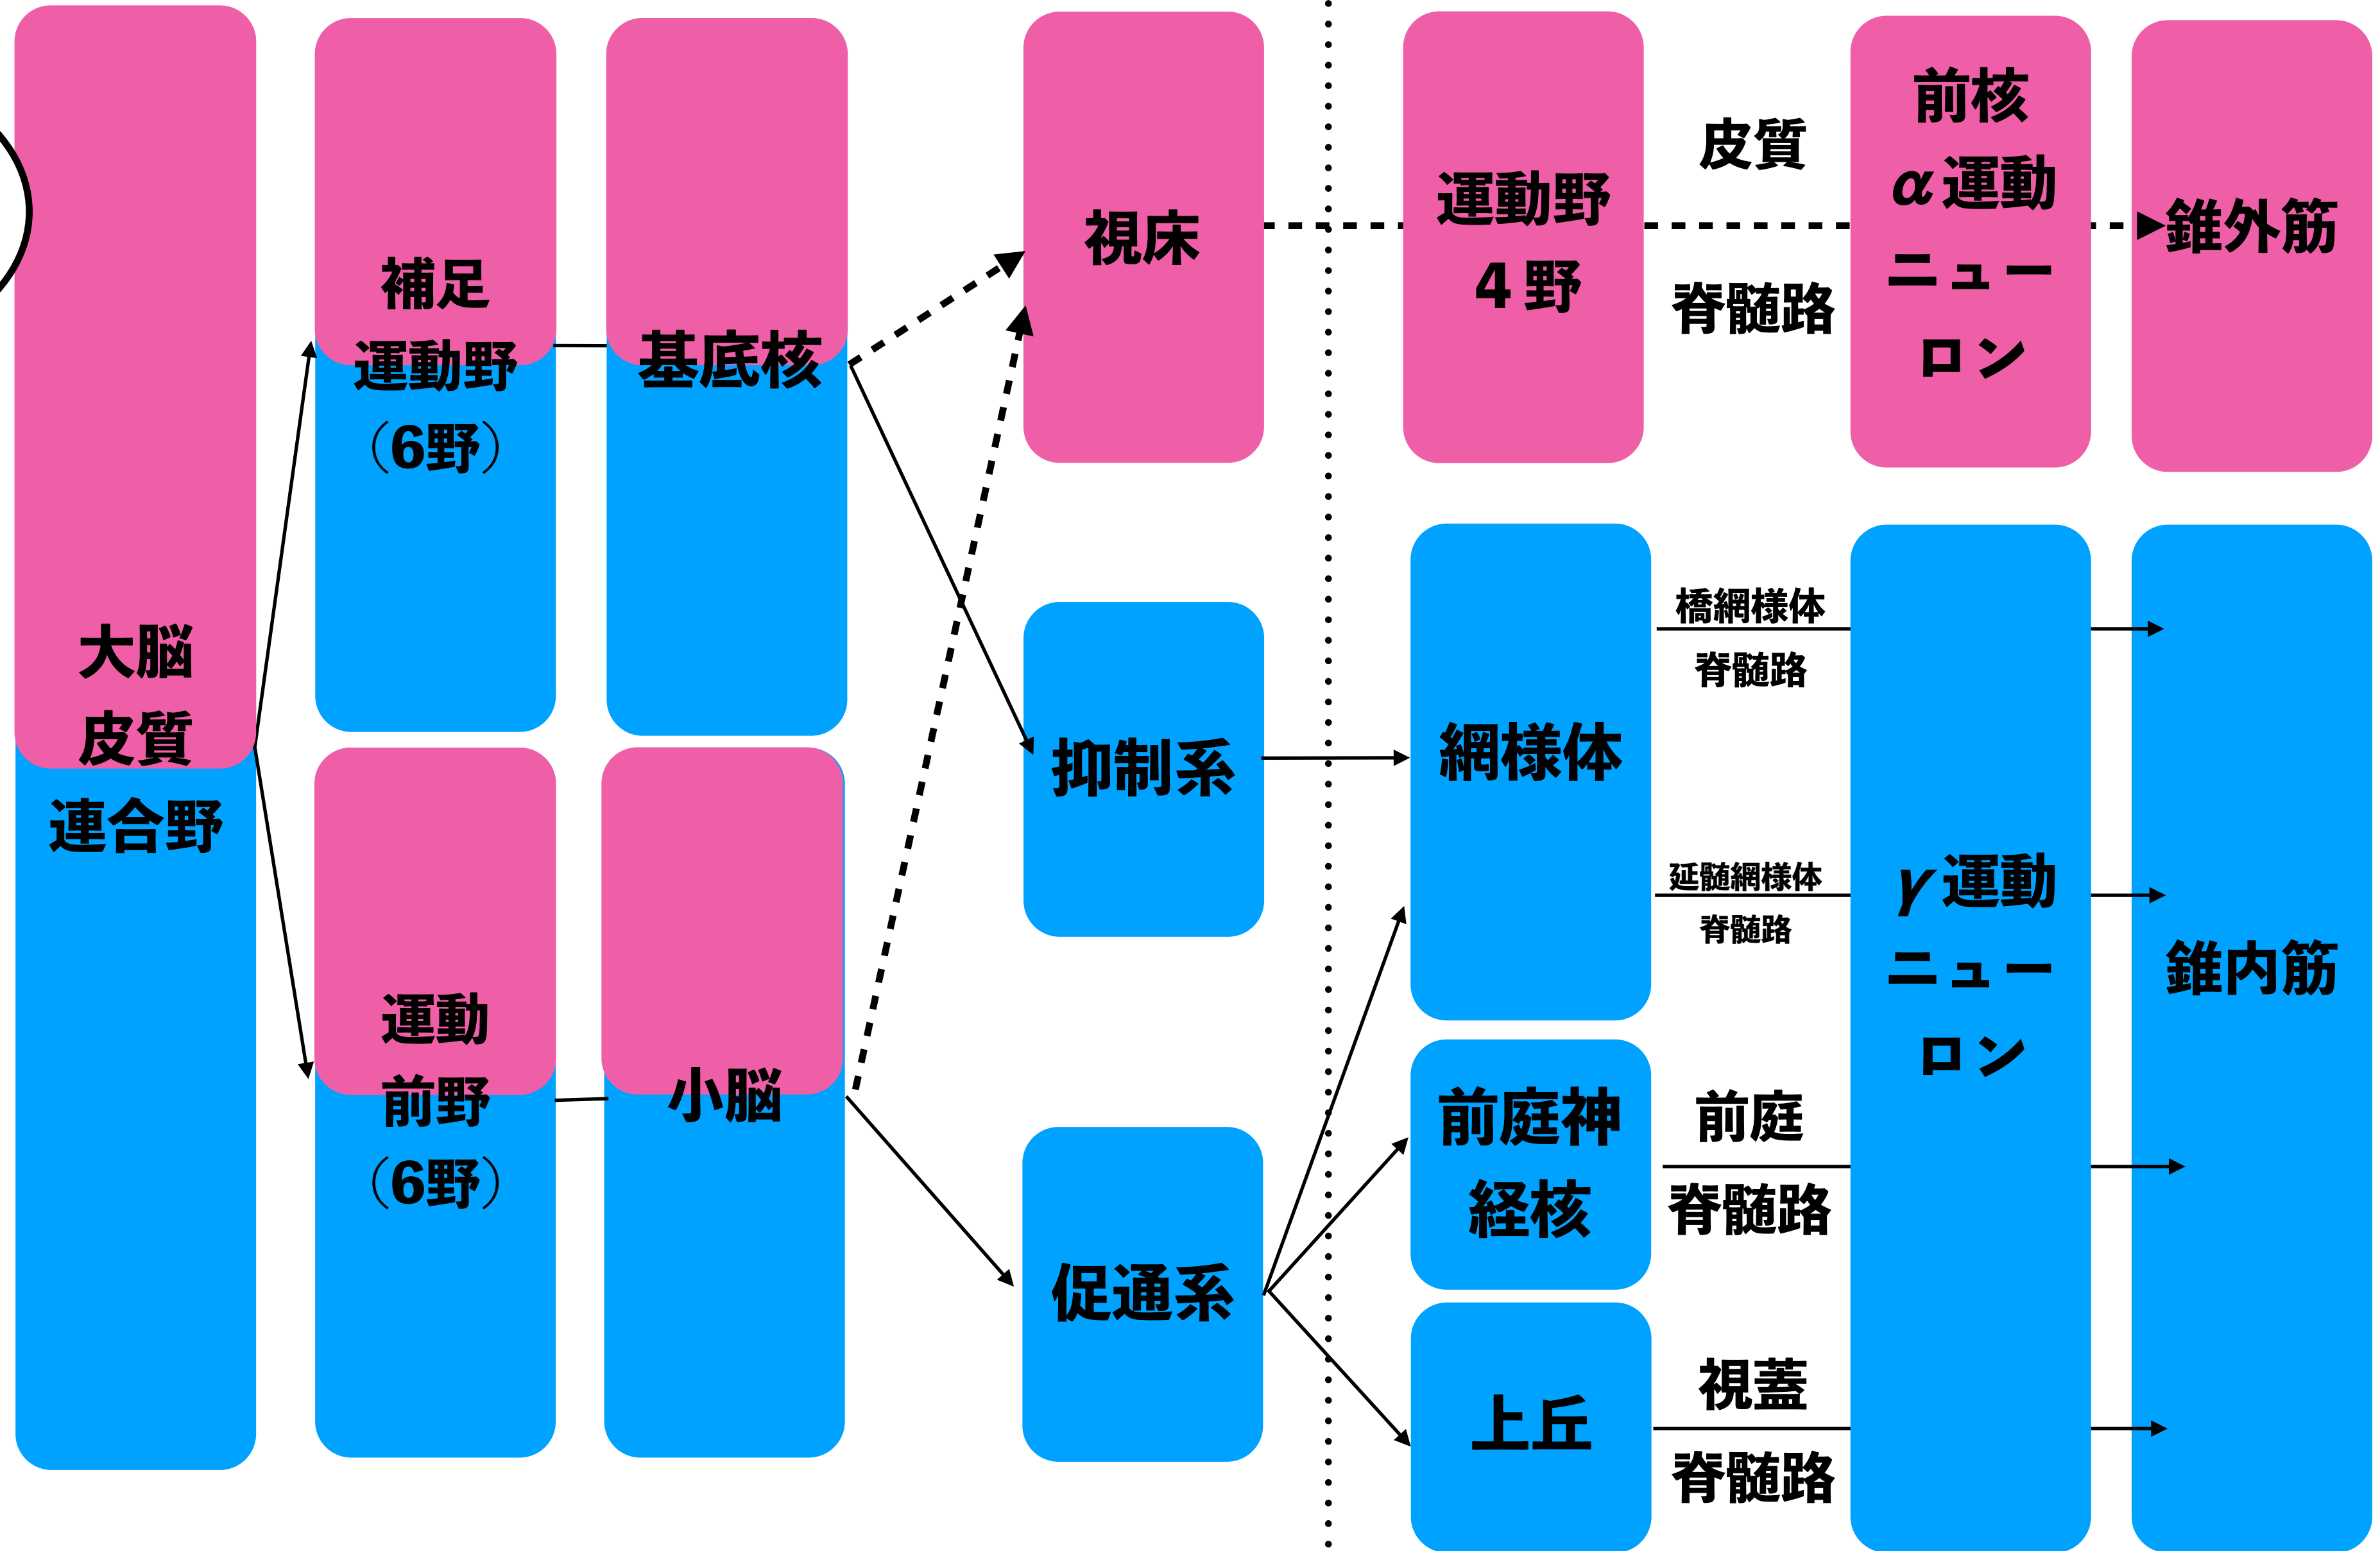 大脳
皮質
連合野
補足
運動野
（6野）
基底核
運動
前野
（6野）
小脳
視床
抑制系
促通系
運動野
4 野
皮質
脊髄路
前核
α運動
ニュー
ロン
錐外筋
網様体
橋網様体
脊髄路
延髄網様体
脊髄路
前庭神
経核
前庭
脊髄路
上丘
視蓋
脊髄路
γ運動
ニュー
ロン
錐内筋